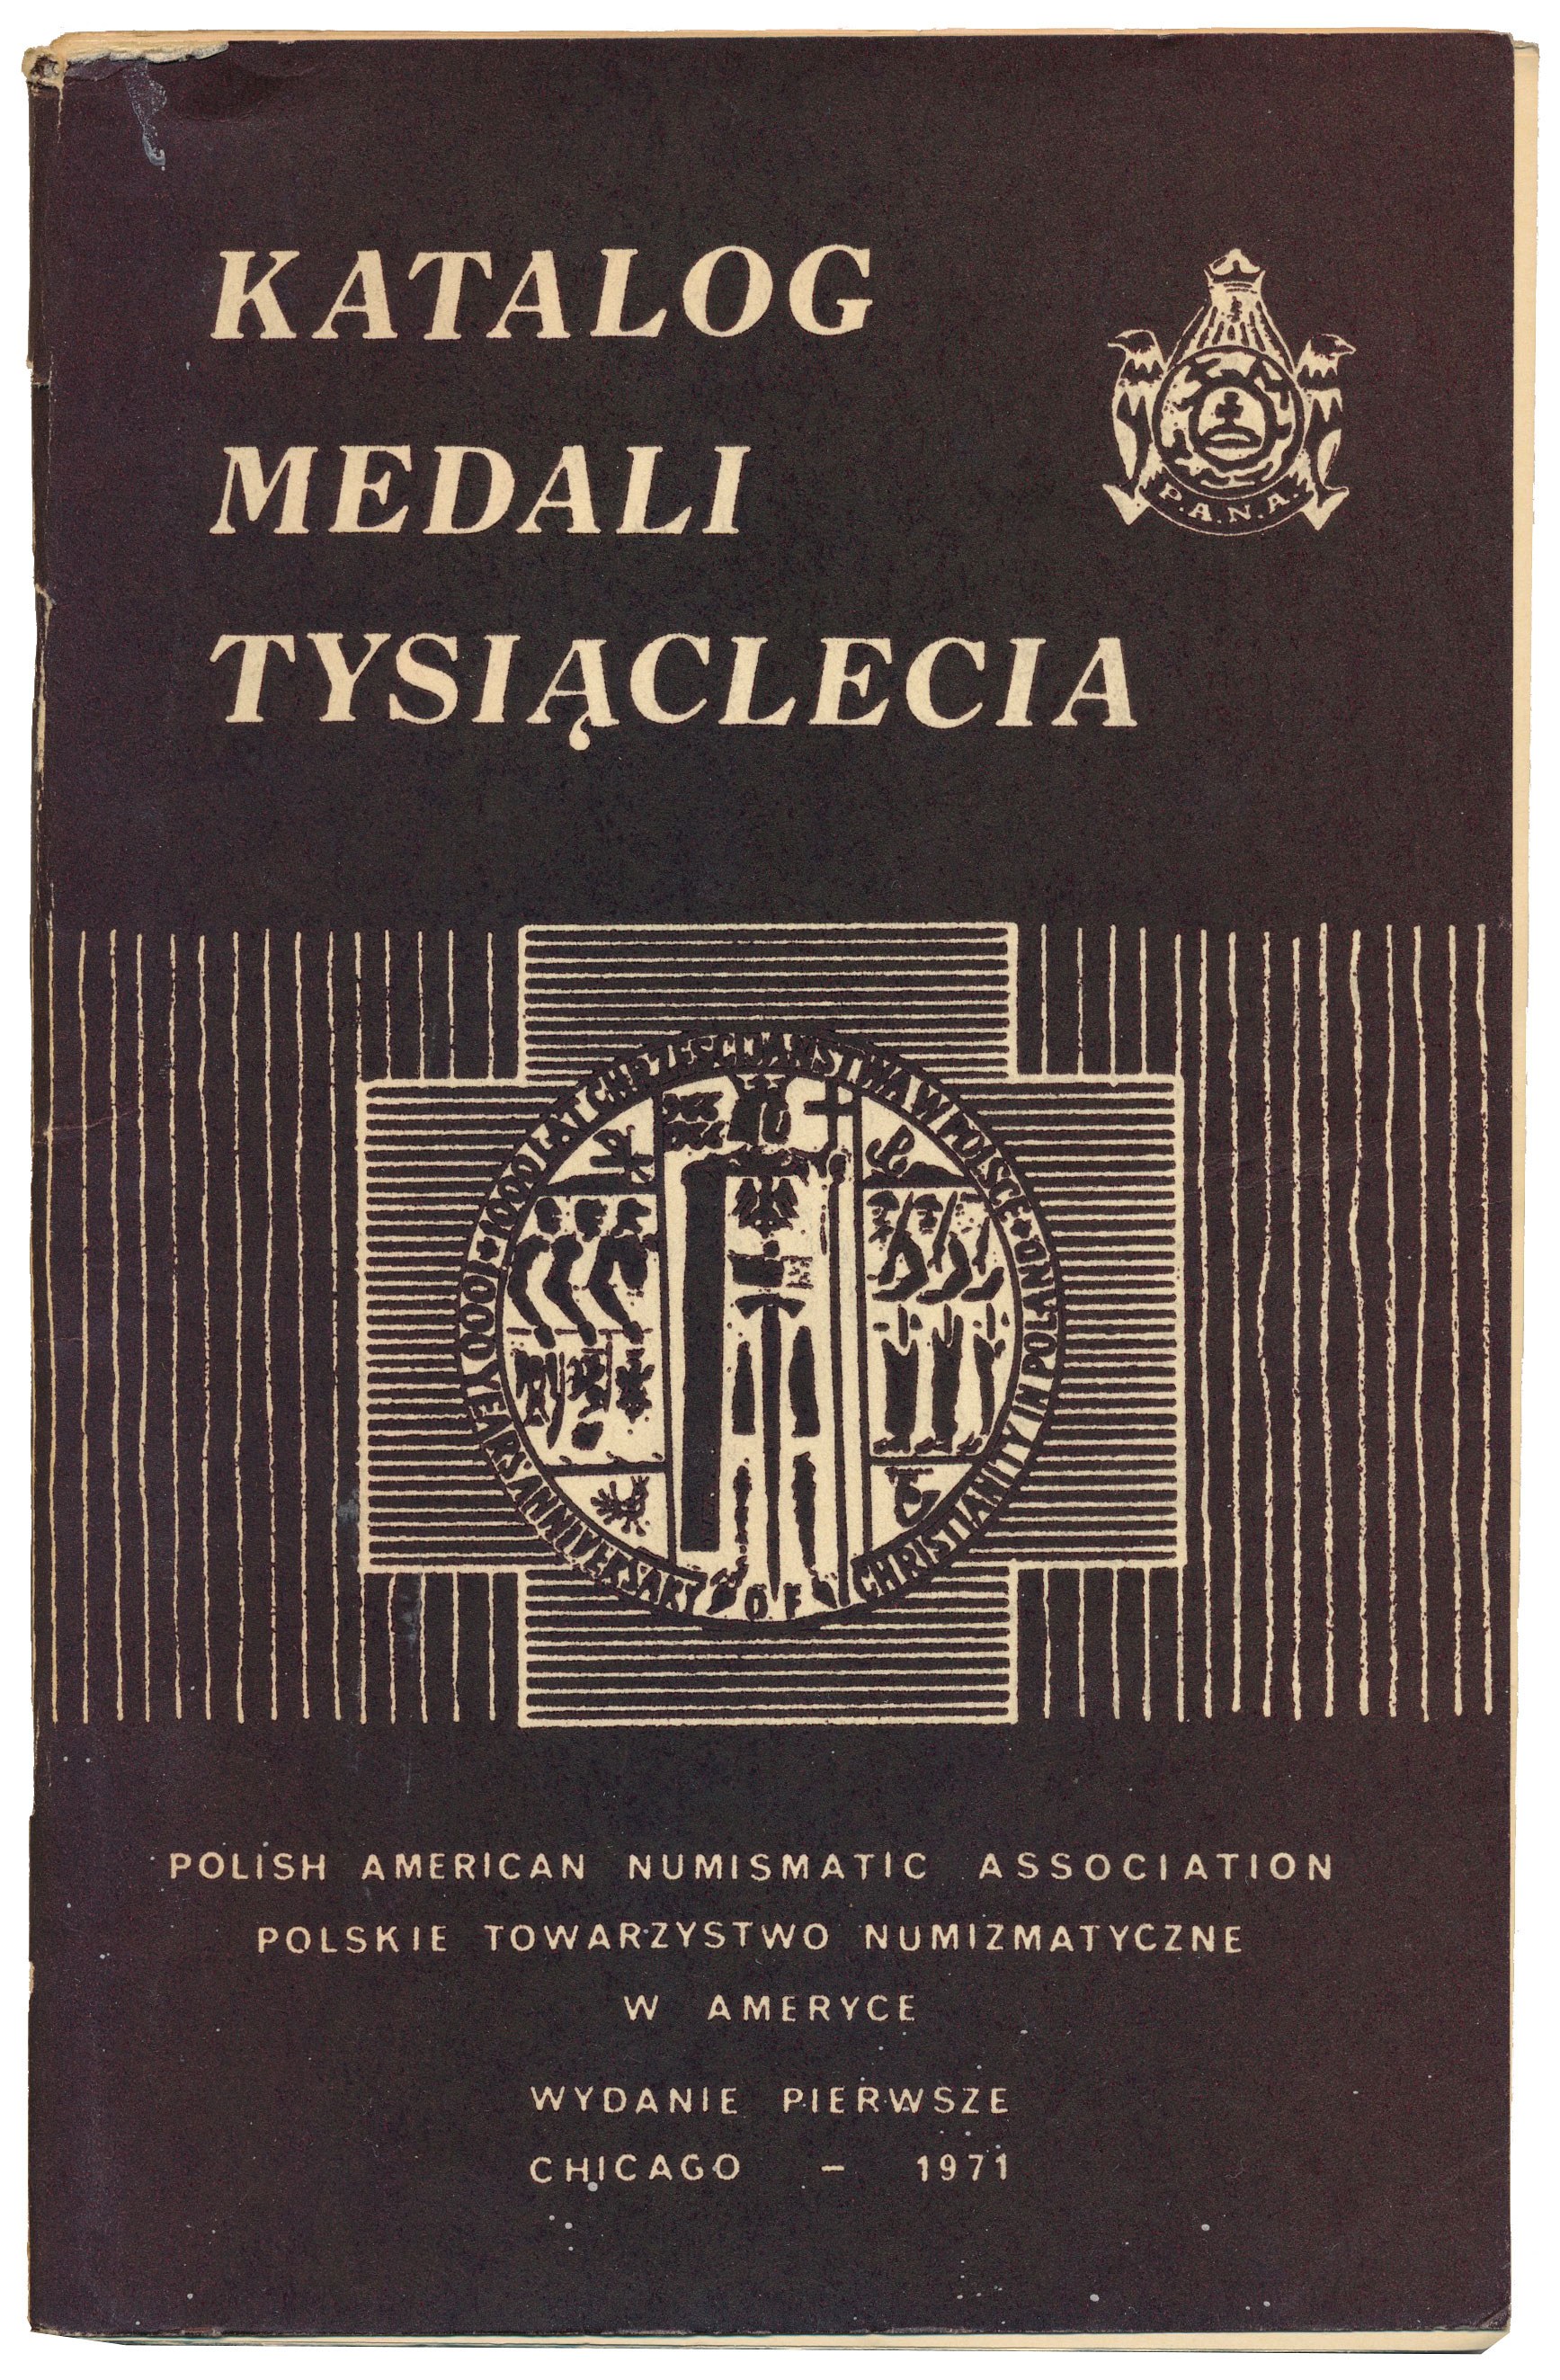 KATALOG
MEDALI
TYSIĄCLECIA
P.A.N.A.
1000 LAT CHRZEŚCIJAŃSTWA W POLSCE
1000 YEARS ANNIVERSARY OF CHRISTIANITY IN POLAND
POLISH AMERICAN NUMISMATIC ASSOCIATION
POLSKIE TOWARZYSTWO NUMIZMATYCZNE
W AMERYCE
WYDANIE PIERWSZE
CHICAGO – 1971